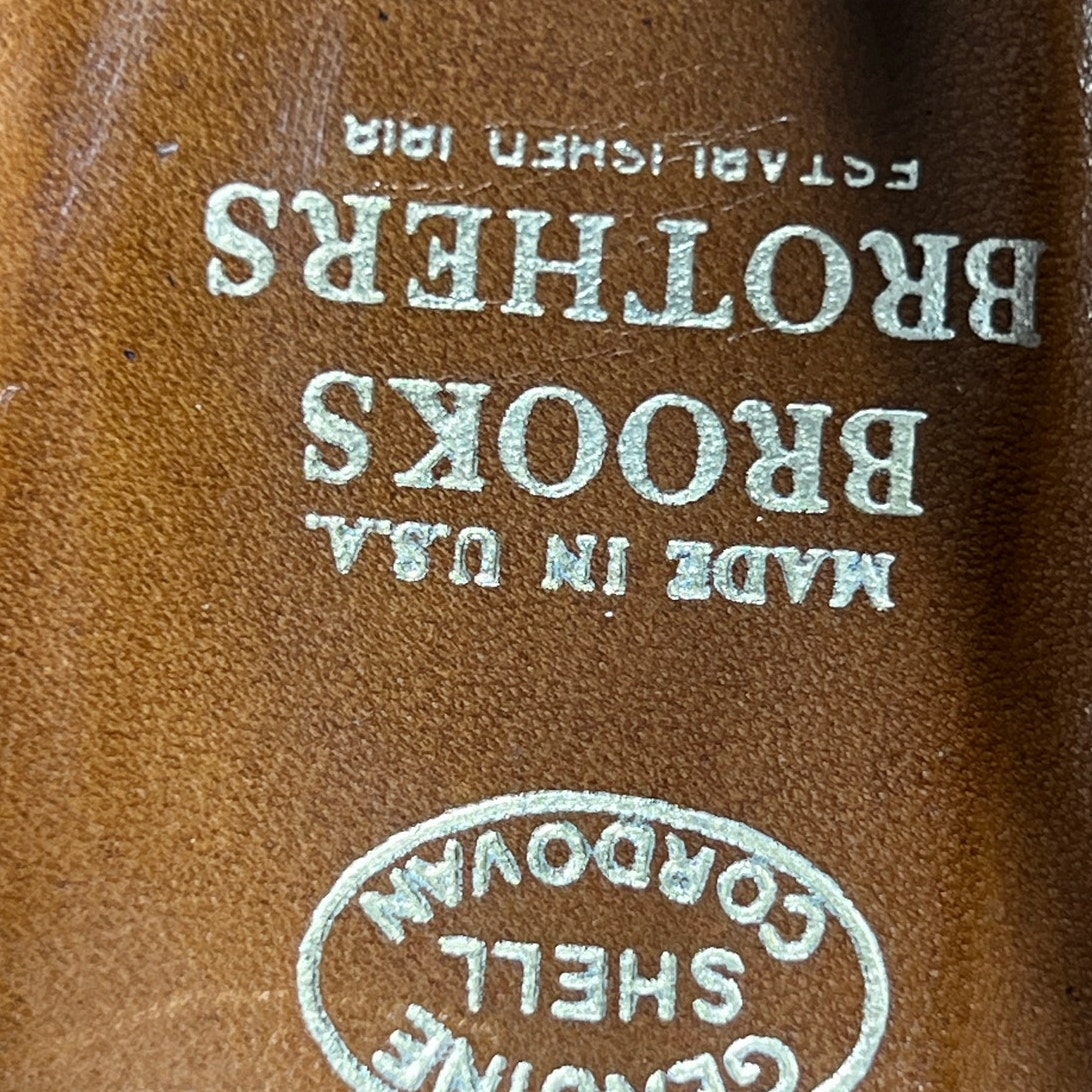 GENUINE
SHELL
CORDOVAN
MADE IN U.S.A.
BROOKS
BROTHERS
ESTABLISHED 1818